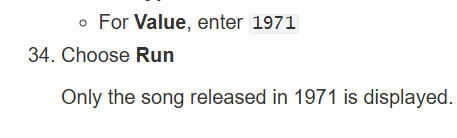 For Value, enter 1971
34. Choose Run
Only the song released in 1971 is displayed.